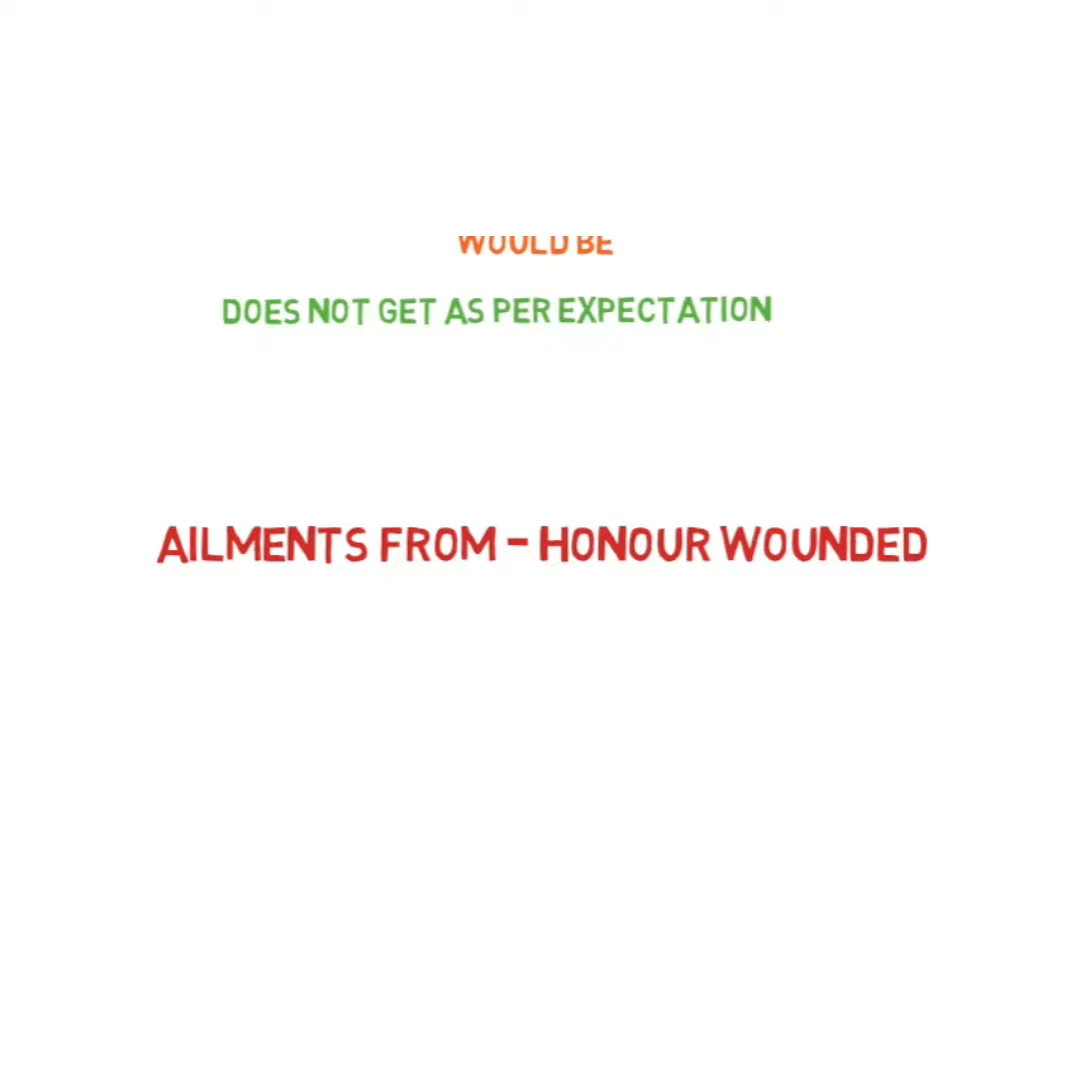 WOULD BE
DOES NOT GET AS PER EXPECTATION
AILMENTS FROM - HONOUR WOUNDED